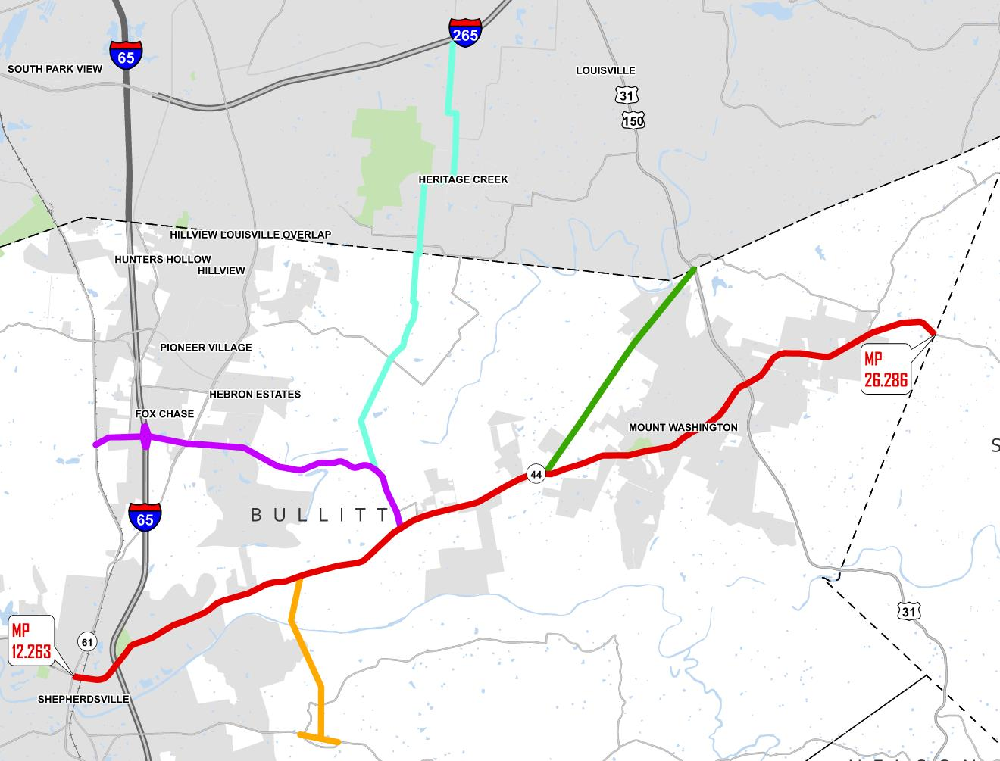 265
65
SOUTH PARK VIEW
LOUISVILLE
31
150
HERITAGE CREEK
HILLVIEW LOUISVILLE OVERLAP
HUNTERS HOLLOW
HILLVIEW
PIONEER VILLAGE
MP
26.286
HEBRON ESTATES
FOX CHASE
MOUNT WASHINGTON
S
44
BULLITT
65
31
MP
12.263
61
SHEPHERDSVILLE